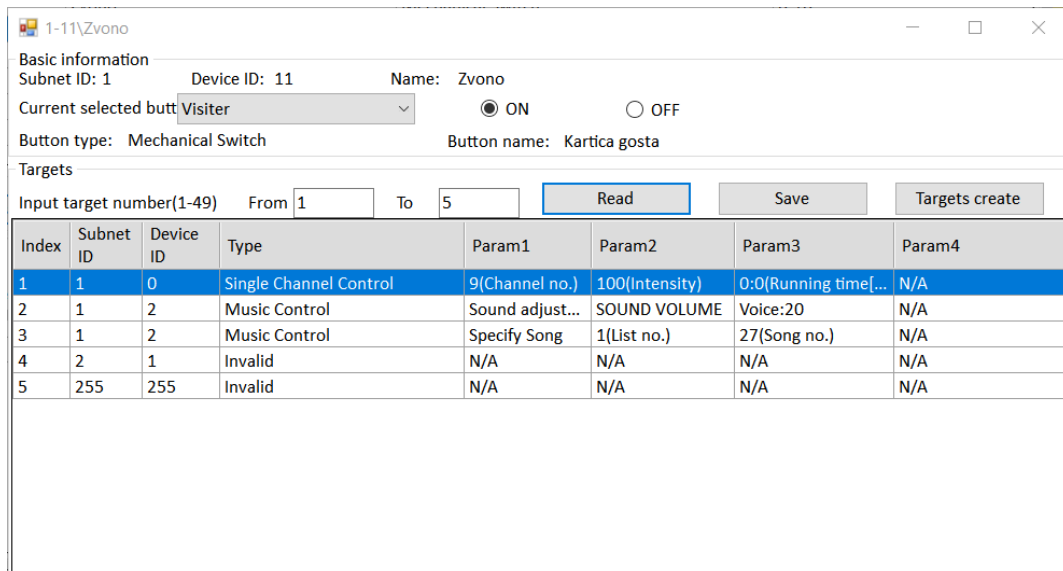 1-11\Zvono
Basic information
Subnet ID: 1 Device ID: 11 Name: Zvono
Current selected butt Visiter ON OFF
Button type: Mechanical Switch Button name: Kartica gosta
Targets
Input target number(1-49) From 1 To 5 Read Save Targets create
Index Subnet ID Device ID Type Param1 Param2 Param3 Param4
1 1 0 Single Channel Control 9(Channel no.) 100(Intensity) 0:0(Running time[... N/A
2 1 2 Music Control Sound adjust... SOUND VOLUME Voice:20 N/A
3 1 2 Music Control Specify Song 1(List no.) 27(Song no.) N/A
4 2 1 Invalid N/A N/A N/A N/A
5 255 255 Invalid N/A N/A N/A N/A